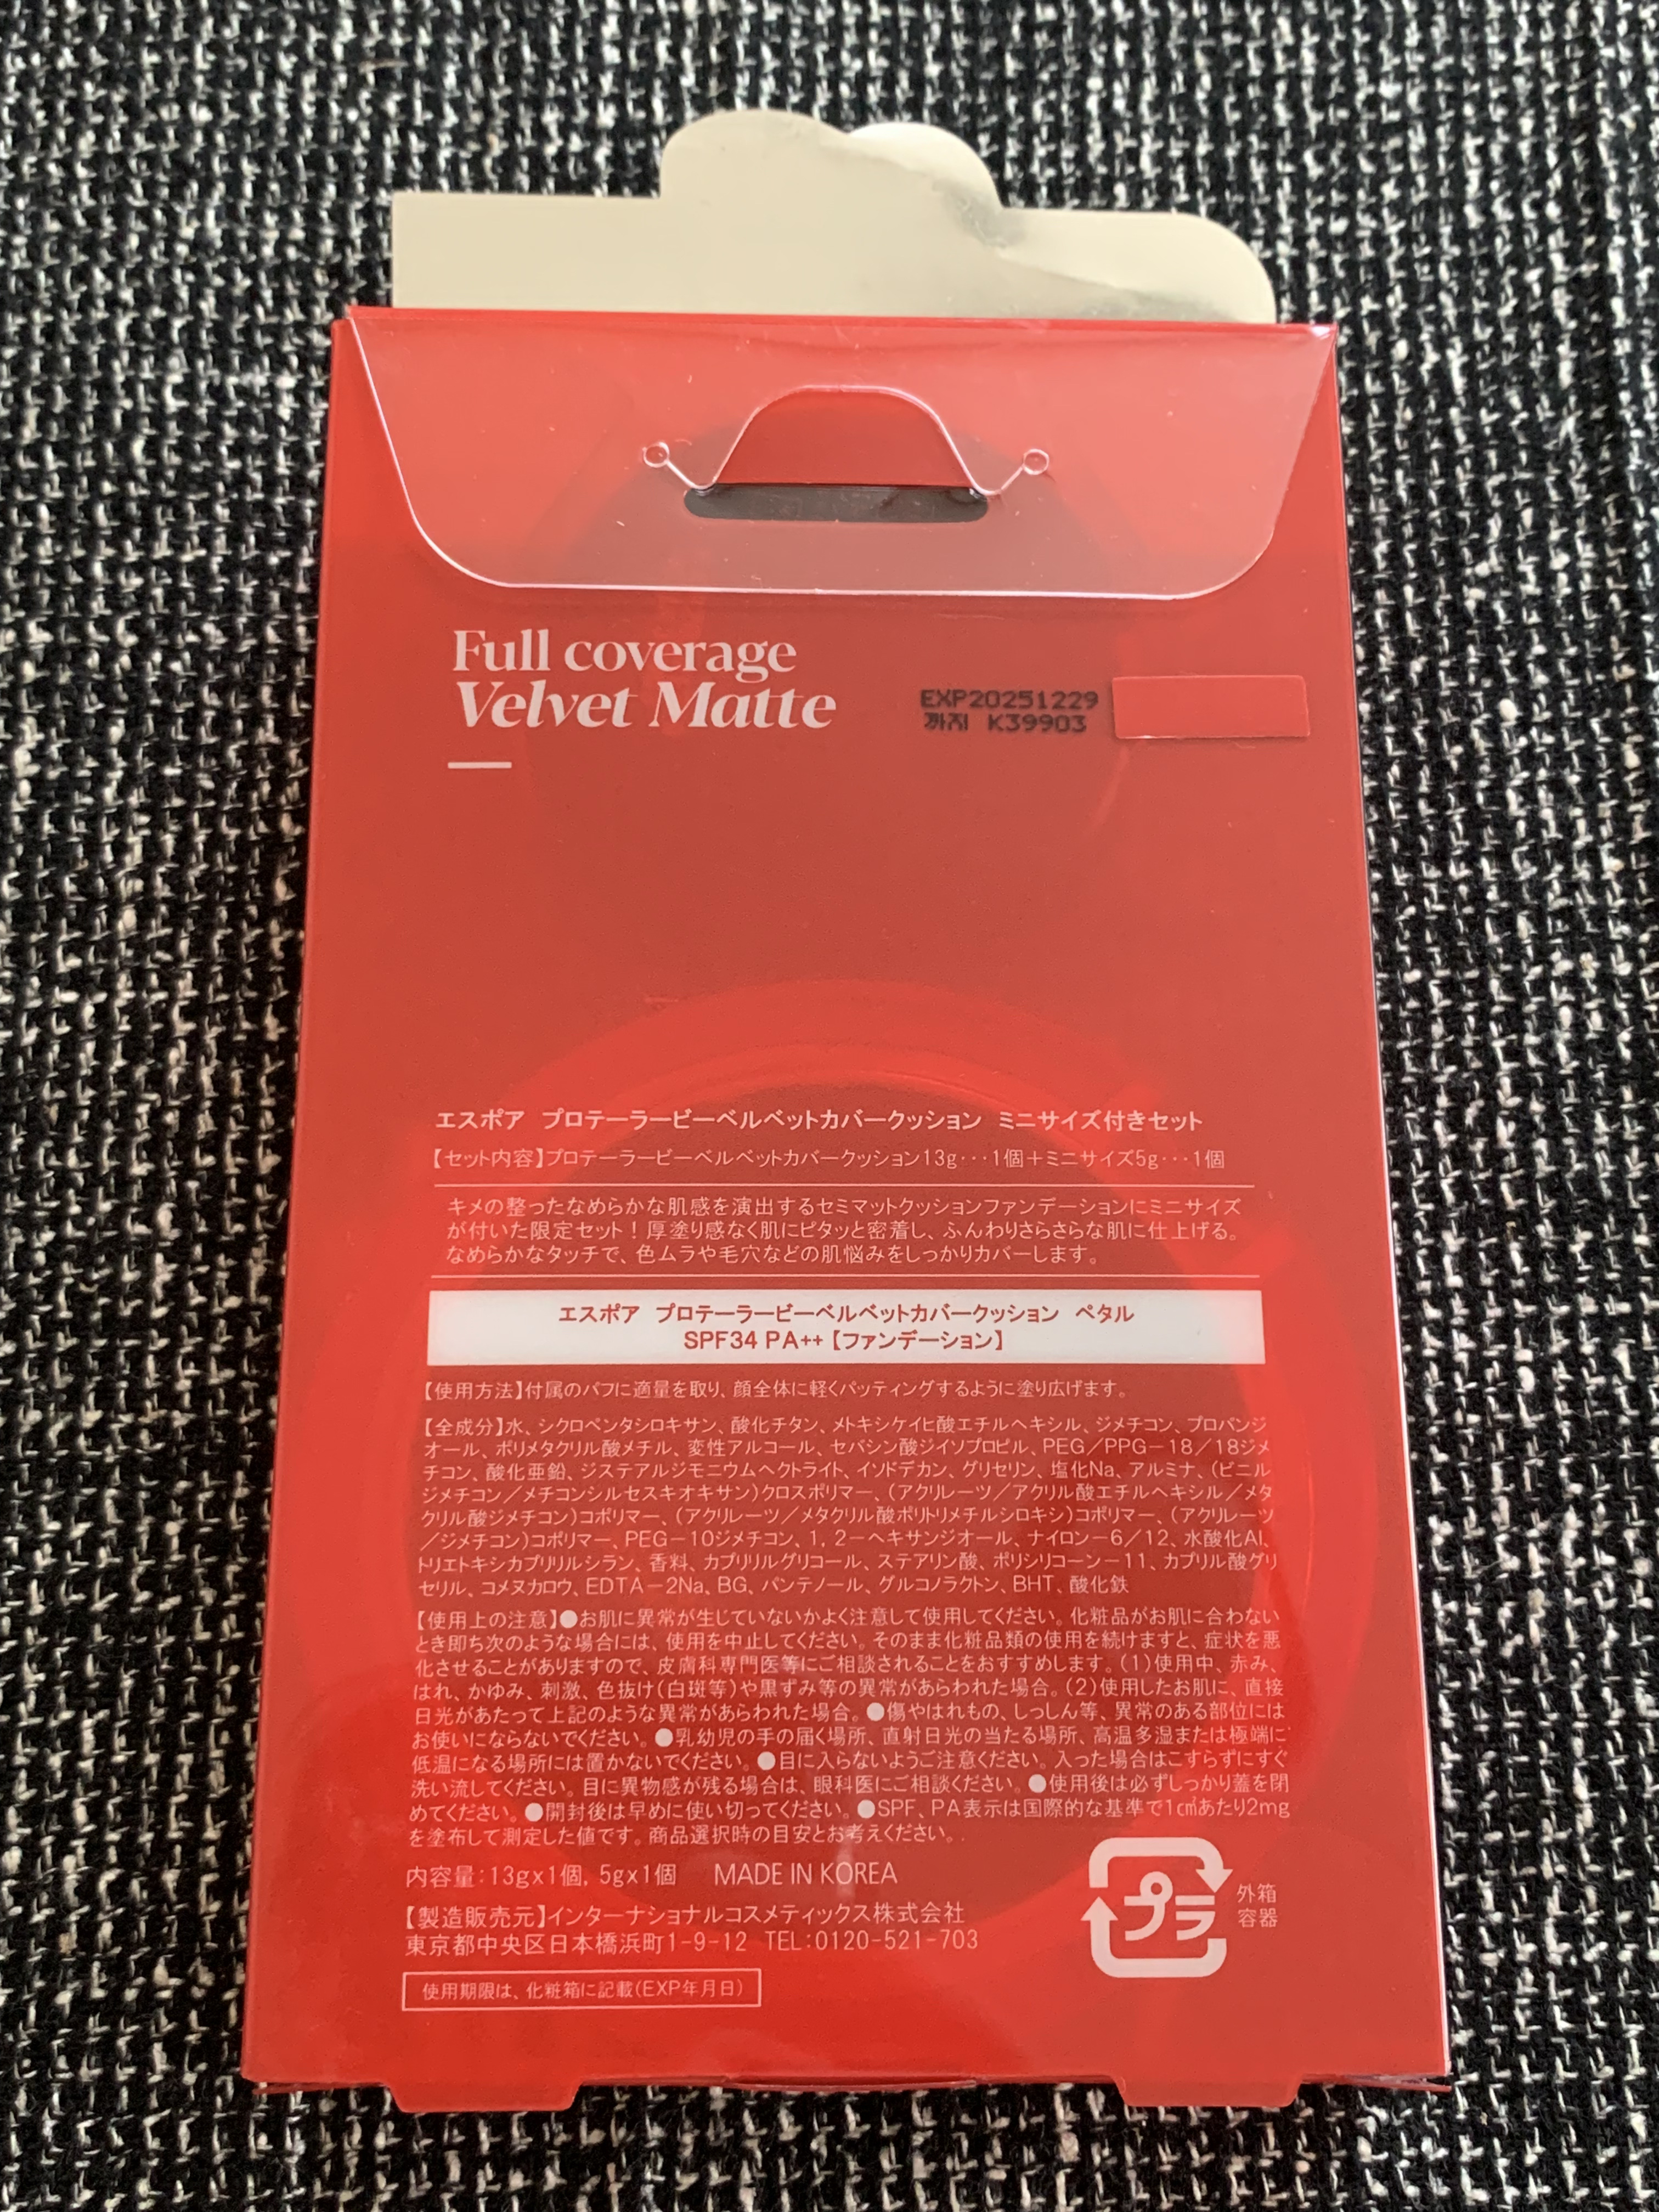 Full coverage
Velvet Matte
EXP20251229
까지 K39903
エスポア プロテーラービーベルベットカバークッション ミニサイズ付きセット
【セット内容】プロテーラービーベルベットカバークッション13g･･･1個＋ミニサイズ5g･･･1個
キメの整ったなめらかな肌感を演出するセミマットクッションファンデーションにミニサイズ
が付いた限定セット！厚塗り感なく肌にピタッと密着し、ふんわりさらさらな肌に仕上げる。
なめらかなタッチで、色ムラや毛穴などの肌悩みをしっかりカバーします。
エスポア プロテーラービーベルベットカバークッション ペタル
SPF34 PA++【ファンデーション】
【使用方法】付属のパフに適量を取り、顔全体に軽くパッティングするように塗り広げます。
【全成分】水、シクロペンタシロキサン、酸化チタン、メトキシケイヒ酸エチルヘキシル、ジメチコン、プロパンジ
オール、ポリメタクリル酸メチル、変性アルコール、セバシン酸ジイソプロピル、PEG／PPG－18／18ジメ
チコン、酸化亜鉛、ジステアルジモニウムヘクトライト、イソドデカン、グリセリン、塩化Na、アルミナ、（ビニル
ジメチコン／メチコンシルセスキオキサン）クロスポリマー、（アクリレーツ／アクリル酸エチルヘキシル／メタ
クリル酸ジメチコン）コポリマー、（アクリレーツ／メタクリル酸ポリトリメチルシロキシ）コポリマー、（アクリレーツ
／ジメチコン）コポリマー、PEG－10ジメチコン、1，2－ヘキサンジオール、ナイロン－6／12、水酸化Al、
トリエトキシカプリリルシラン、香料、カプリリルグリコール、ステアリン酸、ポリシリコーン－11、カプリル酸グリ
セリル、コメヌカロウ、EDTA－2Na、BG、パンテノール、グルコノラクトン、BHT、酸化鉄
【使用上の注意】●お肌に異常が生じていないかよく注意して使用してください。化粧品がお肌に合わない
とき即ち次のような場合には、使用を中止してください。そのまま化粧品類の使用を続けますと、症状を悪
化させることがありますので、皮膚科専門医等にご相談されることをおすすめします。（1）使用中、赤み、
はれ、かゆみ、刺激、色抜け（白斑等）や黒ずみ等の異常があらわれた場合。（2）使用したお肌に、直接
日光があたって上記のような異常があらわれた場合。●傷やはれもの、しっしん等、異常のある部位には
お使いにならないでください。●乳幼児の手の届く場所、直射日光の当たる場所、高温多湿または極端に
低温になる場所には置かないでください。●目に入らないようご注意ください。入った場合はこすらずにすぐ
洗い流してください。目に異物感が残る場合は、眼科医にご相談ください。●使用後は必ずしっかり蓋を閉
めてください。●開封後は早めに使い切ってください。●SPF、PA表示は国際的な基準で1c㎡あたり2mg
を塗布して測定した値です。商品選択時の目安とお考えください。
内容量：13gx1個, 5gx1個 MADE IN KOREA
【製造販売元】インターナショナルコスメティックス株式会社
東京都中央区日本橋浜町1-9-12 TEL:0120-521-703
使用期限は、化粧箱に記載（EXP年月日）
プラ
外箱
容器